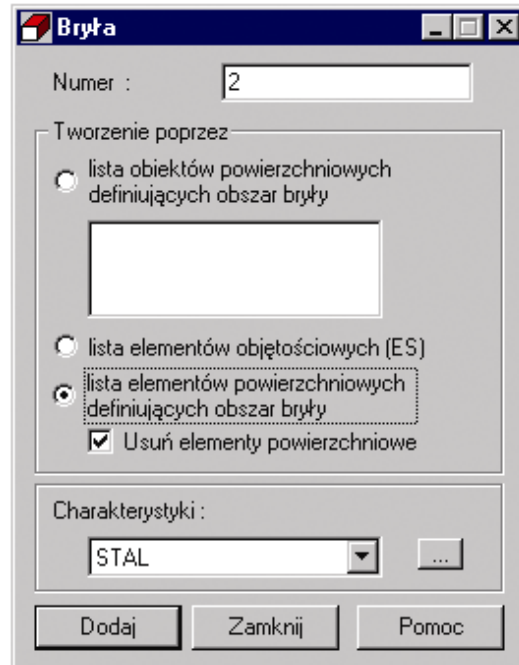 Bryła
Numer :
2
Tworzenie poprzez
lista obiektów powierzchniowych
definiujących obszar bryły
lista elementów objętościowych (ES)
lista elementów powierzchniowych
definiujących obszar bryły
Usuń elementy powierzchniowe
Charakterystyki :
STAL
...
Dodaj
Zamknij
Pomoc